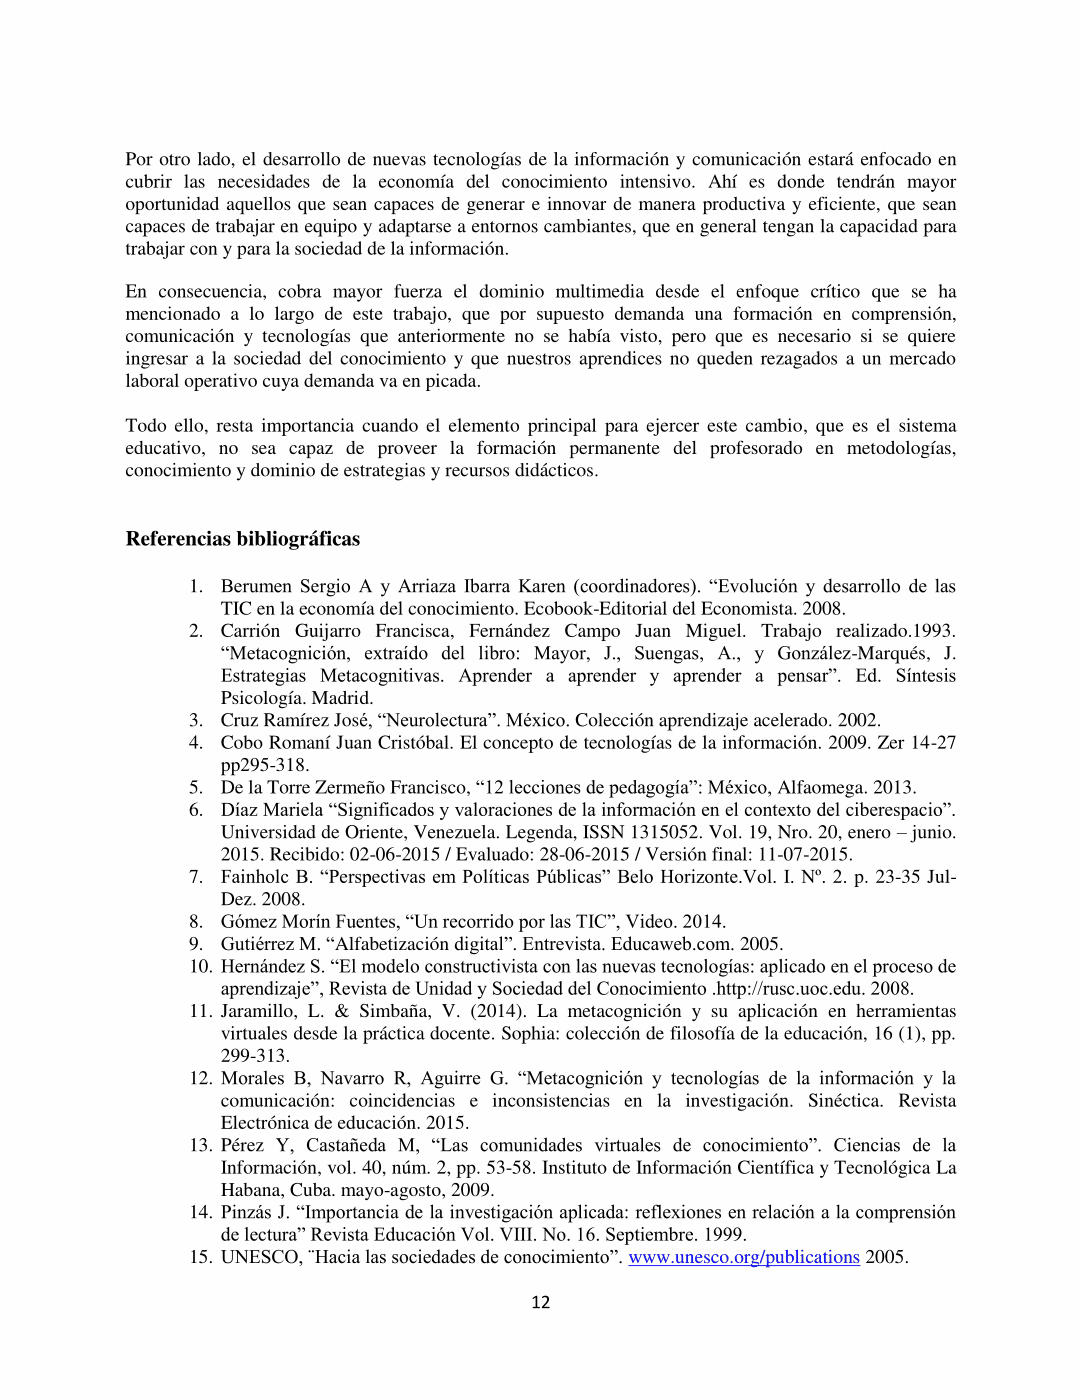 Por otro lado, el desarrollo de nuevas tecnologías de la información y comunicación estará enfocado en
cubrir las necesidades de la economía del conocimiento intensivo. Ahí es donde tendrán mayor
oportunidad aquellos que sean capaces de generar e innovar de manera productiva y eficiente, que sean
capaces de trabajar en equipo y adaptarse a entornos cambiantes, que en general tengan la capacidad para
trabajar con y para la sociedad de la información.
En consecuencia, cobra mayor fuerza el dominio multimedia desde el enfoque crítico que se ha
mencionado a lo largo de este trabajo, que por supuesto demanda una formación en comprensión,
comunicación y tecnologías que anteriormente no se había visto, pero que es necesario si se quiere
ingresar a la sociedad del conocimiento y que nuestros aprendices no queden rezagados a un mercado
laboral operativo cuya demanda va en picada.
Todo ello, resta importancia cuando el elemento principal para ejercer este cambio, que es el sistema
educativo, no sea capaz de proveer la formación permanente del profesorado en metodologías,
conocimiento y dominio de estrategias y recursos didácticos.
Referencias bibliográficas
1. Berumen Sergio A y Arriaza Ibarra Karen (coordinadores). “Evolución y desarrollo de las
TIC en la economía del conocimiento. Ecobook-Editorial del Economista. 2008.
2. Carrión Guijarro Francisca, Fernández Campo Juan Miguel. Trabajo realizado.1993.
“Metacognición, extraído del libro: Mayor, J., Suengas, A., y González-Marqués, J.
Estrategias Metacognitivas. Aprender a aprender y aprender a pensar”. Ed. Síntesis
Psicología. Madrid.
3. Cruz Ramírez José, “Neurolectura”. México. Colección aprendizaje acelerado. 2002.
4. Cobo Romaní Juan Cristóbal. El concepto de tecnologías de la información. 2009. Zer 14-27
pp295-318.
5. De la Torre Zermeño Francisco, “12 lecciones de pedagogía”: México, Alfaomega. 2013.
6. Díaz Mariela “Significados y valoraciones de la información en el contexto del ciberespacio”.
Universidad de Oriente, Venezuela. Legenda, ISSN 1315052. Vol. 19, Nro. 20, enero – junio.
2015. Recibido: 02-06-2015 / Evaluado: 28-06-2015 / Versión final: 11-07-2015.
7. Fainholc B. “Perspectivas em Políticas Públicas” Belo Horizonte.Vol. I. Nº. 2. p. 23-35 Jul-
Dez. 2008.
8. Gómez Morín Fuentes, “Un recorrido por las TIC”, Video. 2014.
9. Gutiérrez M. “Alfabetización digital”. Entrevista. Educaweb.com. 2005.
10. Hernández S. “El modelo constructivista con las nuevas tecnologías: aplicado en el proceso de
aprendizaje”, Revista de Unidad y Sociedad del Conocimiento .http://rusc.uoc.edu. 2008.
11. Jaramillo, L. & Simbaña, V. (2014). La metacognición y su aplicación en herramientas
virtuales desde la práctica docente. Sophia: colección de filosofía de la educación, 16 (1), pp.
299-313.
12. Morales B, Navarro R, Aguirre G. “Metacognición y tecnologías de la información y la
comunicación: coincidencias e inconsistencias en la investigación. Sinéctica. Revista
Electrónica de educación. 2015.
13. Pérez Y, Castañeda M, “Las comunidades virtuales de conocimiento”. Ciencias de la
Información, vol. 40, núm. 2, pp. 53-58. Instituto de Información Científica y Tecnológica La
Habana, Cuba. mayo-agosto, 2009.
14. Pinzás J. “Importancia de la investigación aplicada: reflexiones en relación a la comprensión
de lectura” Revista Educación Vol. VIII. No. 16. Septiembre. 1999.
15. UNESCO, ¨Hacia las sociedades de conocimiento”. www.unesco.org/publications 2005.
12